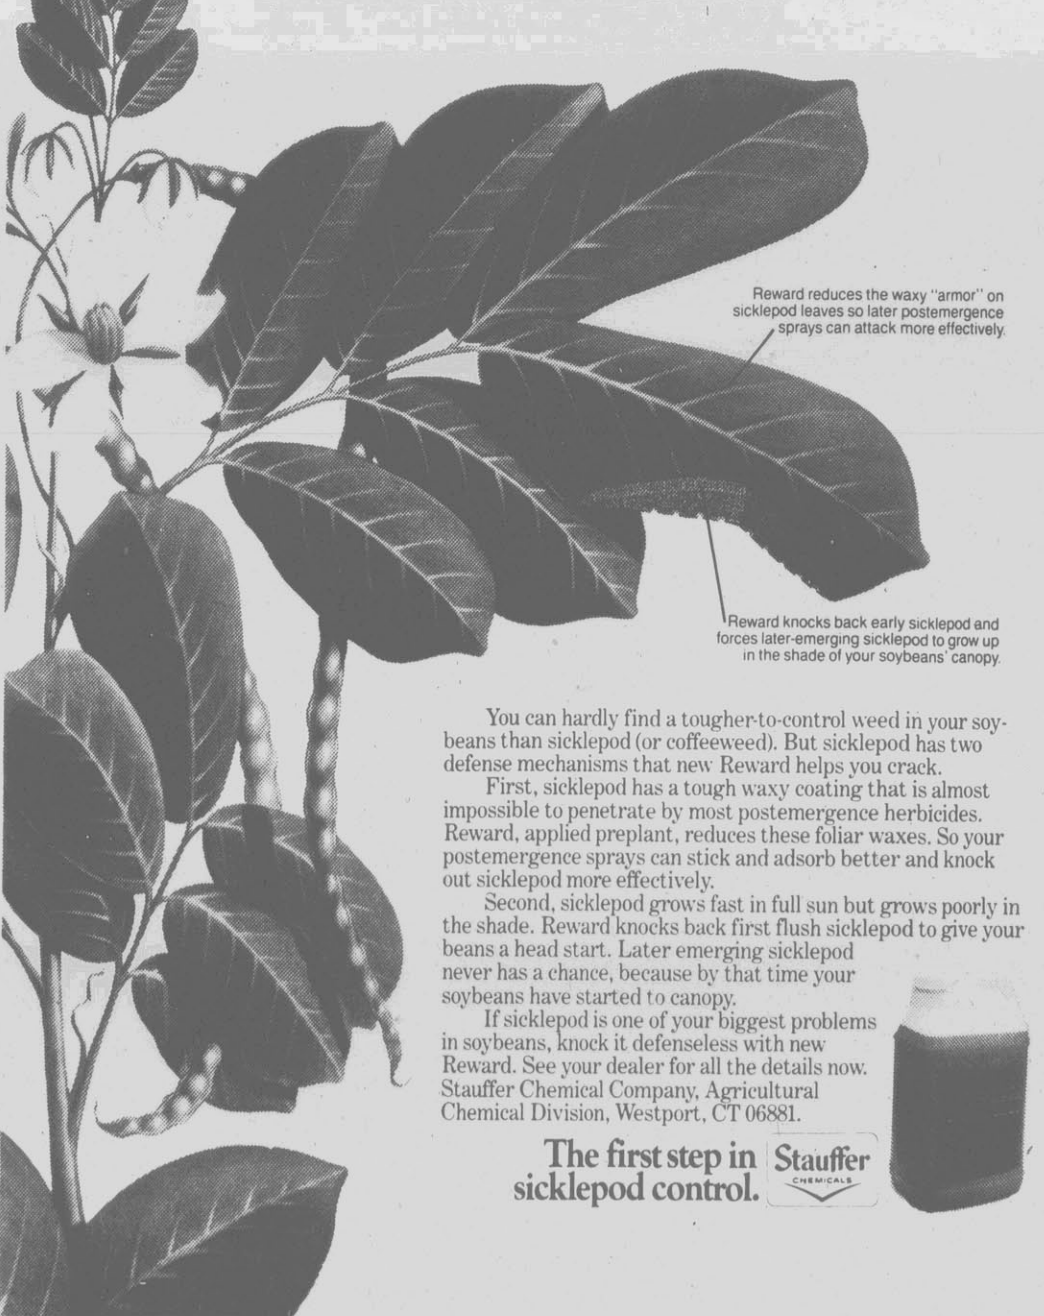 Reward reduces the waxy "armor" on
sicklepod leaves so later postemergence
sprays can attack more effectively.
Reward knocks back early sicklepod and
forces later-emerging sicklepod to grow up
in the shade of your soybeans' canopy.
You can hardly find a tougher-to-control weed in your soy-
beans than sicklepod (or coffeeweed). But sicklepod has two
defense mechanisms that new Reward helps you crack.
First, sicklepod has a tough waxy coating that is almost
impossible to penetrate by most postemergence herbicides.
Reward, applied preplant, reduces these foliar waxes. So your
postemergence sprays can stick and adsorb better and knock
out sicklepod more effectively.
Second, sicklepod grows fast in full sun but grows poorly in
the shade. Reward knocks back first flush sicklepod to give your
beans a head start. Later emerging sicklepod
never has a chance, because by that time your
soybeans have started to canopy.
If sicklepod is one of your biggest problems
in soybeans, knock it defenseless with new
Reward. See your dealer for all the details now.
Stauffer Chemical Company, Agricultural
Chemical Division, Westport, CT 06881.
The first step in
sicklepod control.
Stauffer
CHEMICALS